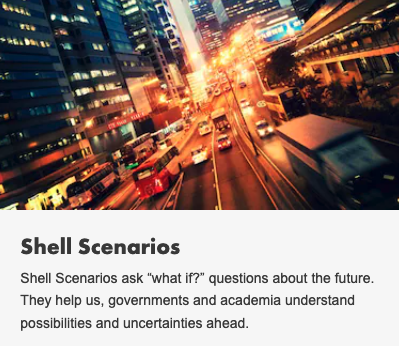 Shell Scenarios
Shell Scenarios ask “what if?” questions about the future.
They help us, governments and academia understand
possibilities and uncertainties ahead.